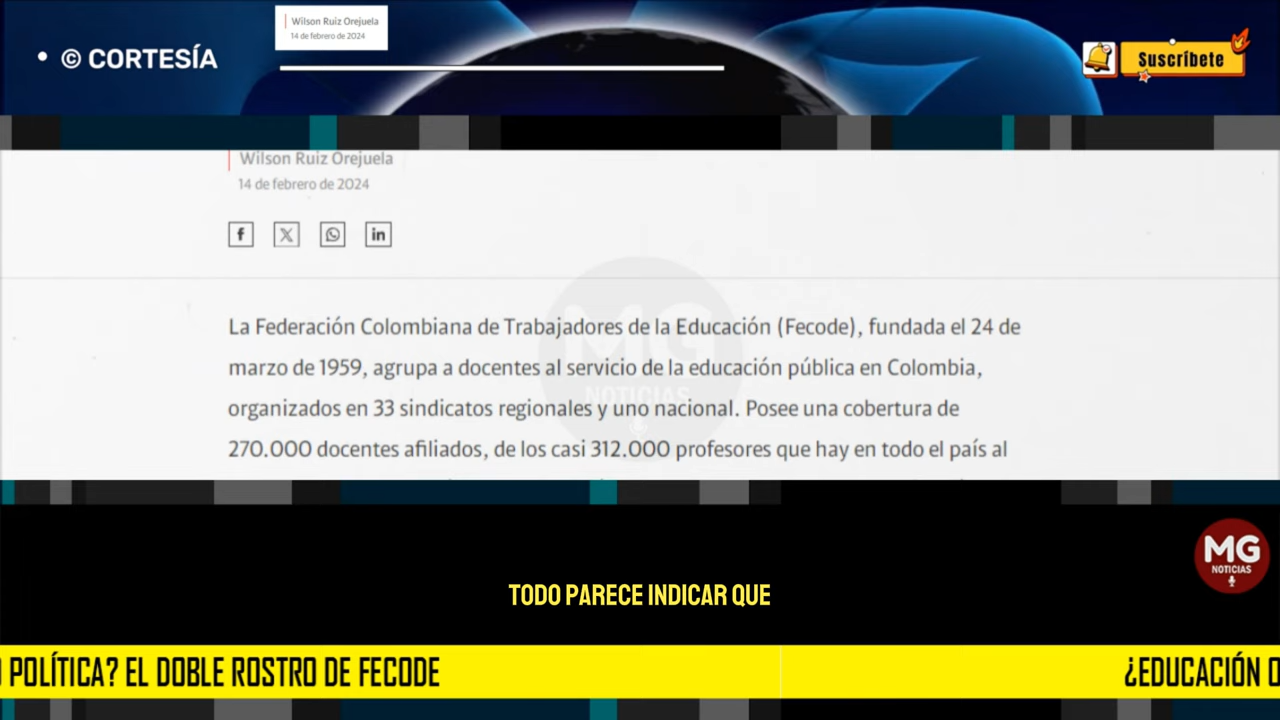 Wilson Ruiz Orejuela
14 de febrero de 2024
• © CORTESÍA
Suscríbete
Wilson Ruiz Orejuela
14 de febrero de 2024
La Federación Colombiana de Trabajadores de la Educación (Fecode), fundada el 24 de
marzo de 1959, agrupa a docentes al servicio de la educación pública en Colombia,
organizados en 33 sindicatos regionales y uno nacional. Posee una cobertura de
270.000 docentes afiliados, de los casi 312.000 profesores que hay en todo el país al
MG
NOTICIAS
MG
NOTICIAS
TODO PARECE INDICAR QUE
O POLÍTICA? EL DOBLE ROSTRO DE FECODE
¿EDUCACIÓN O